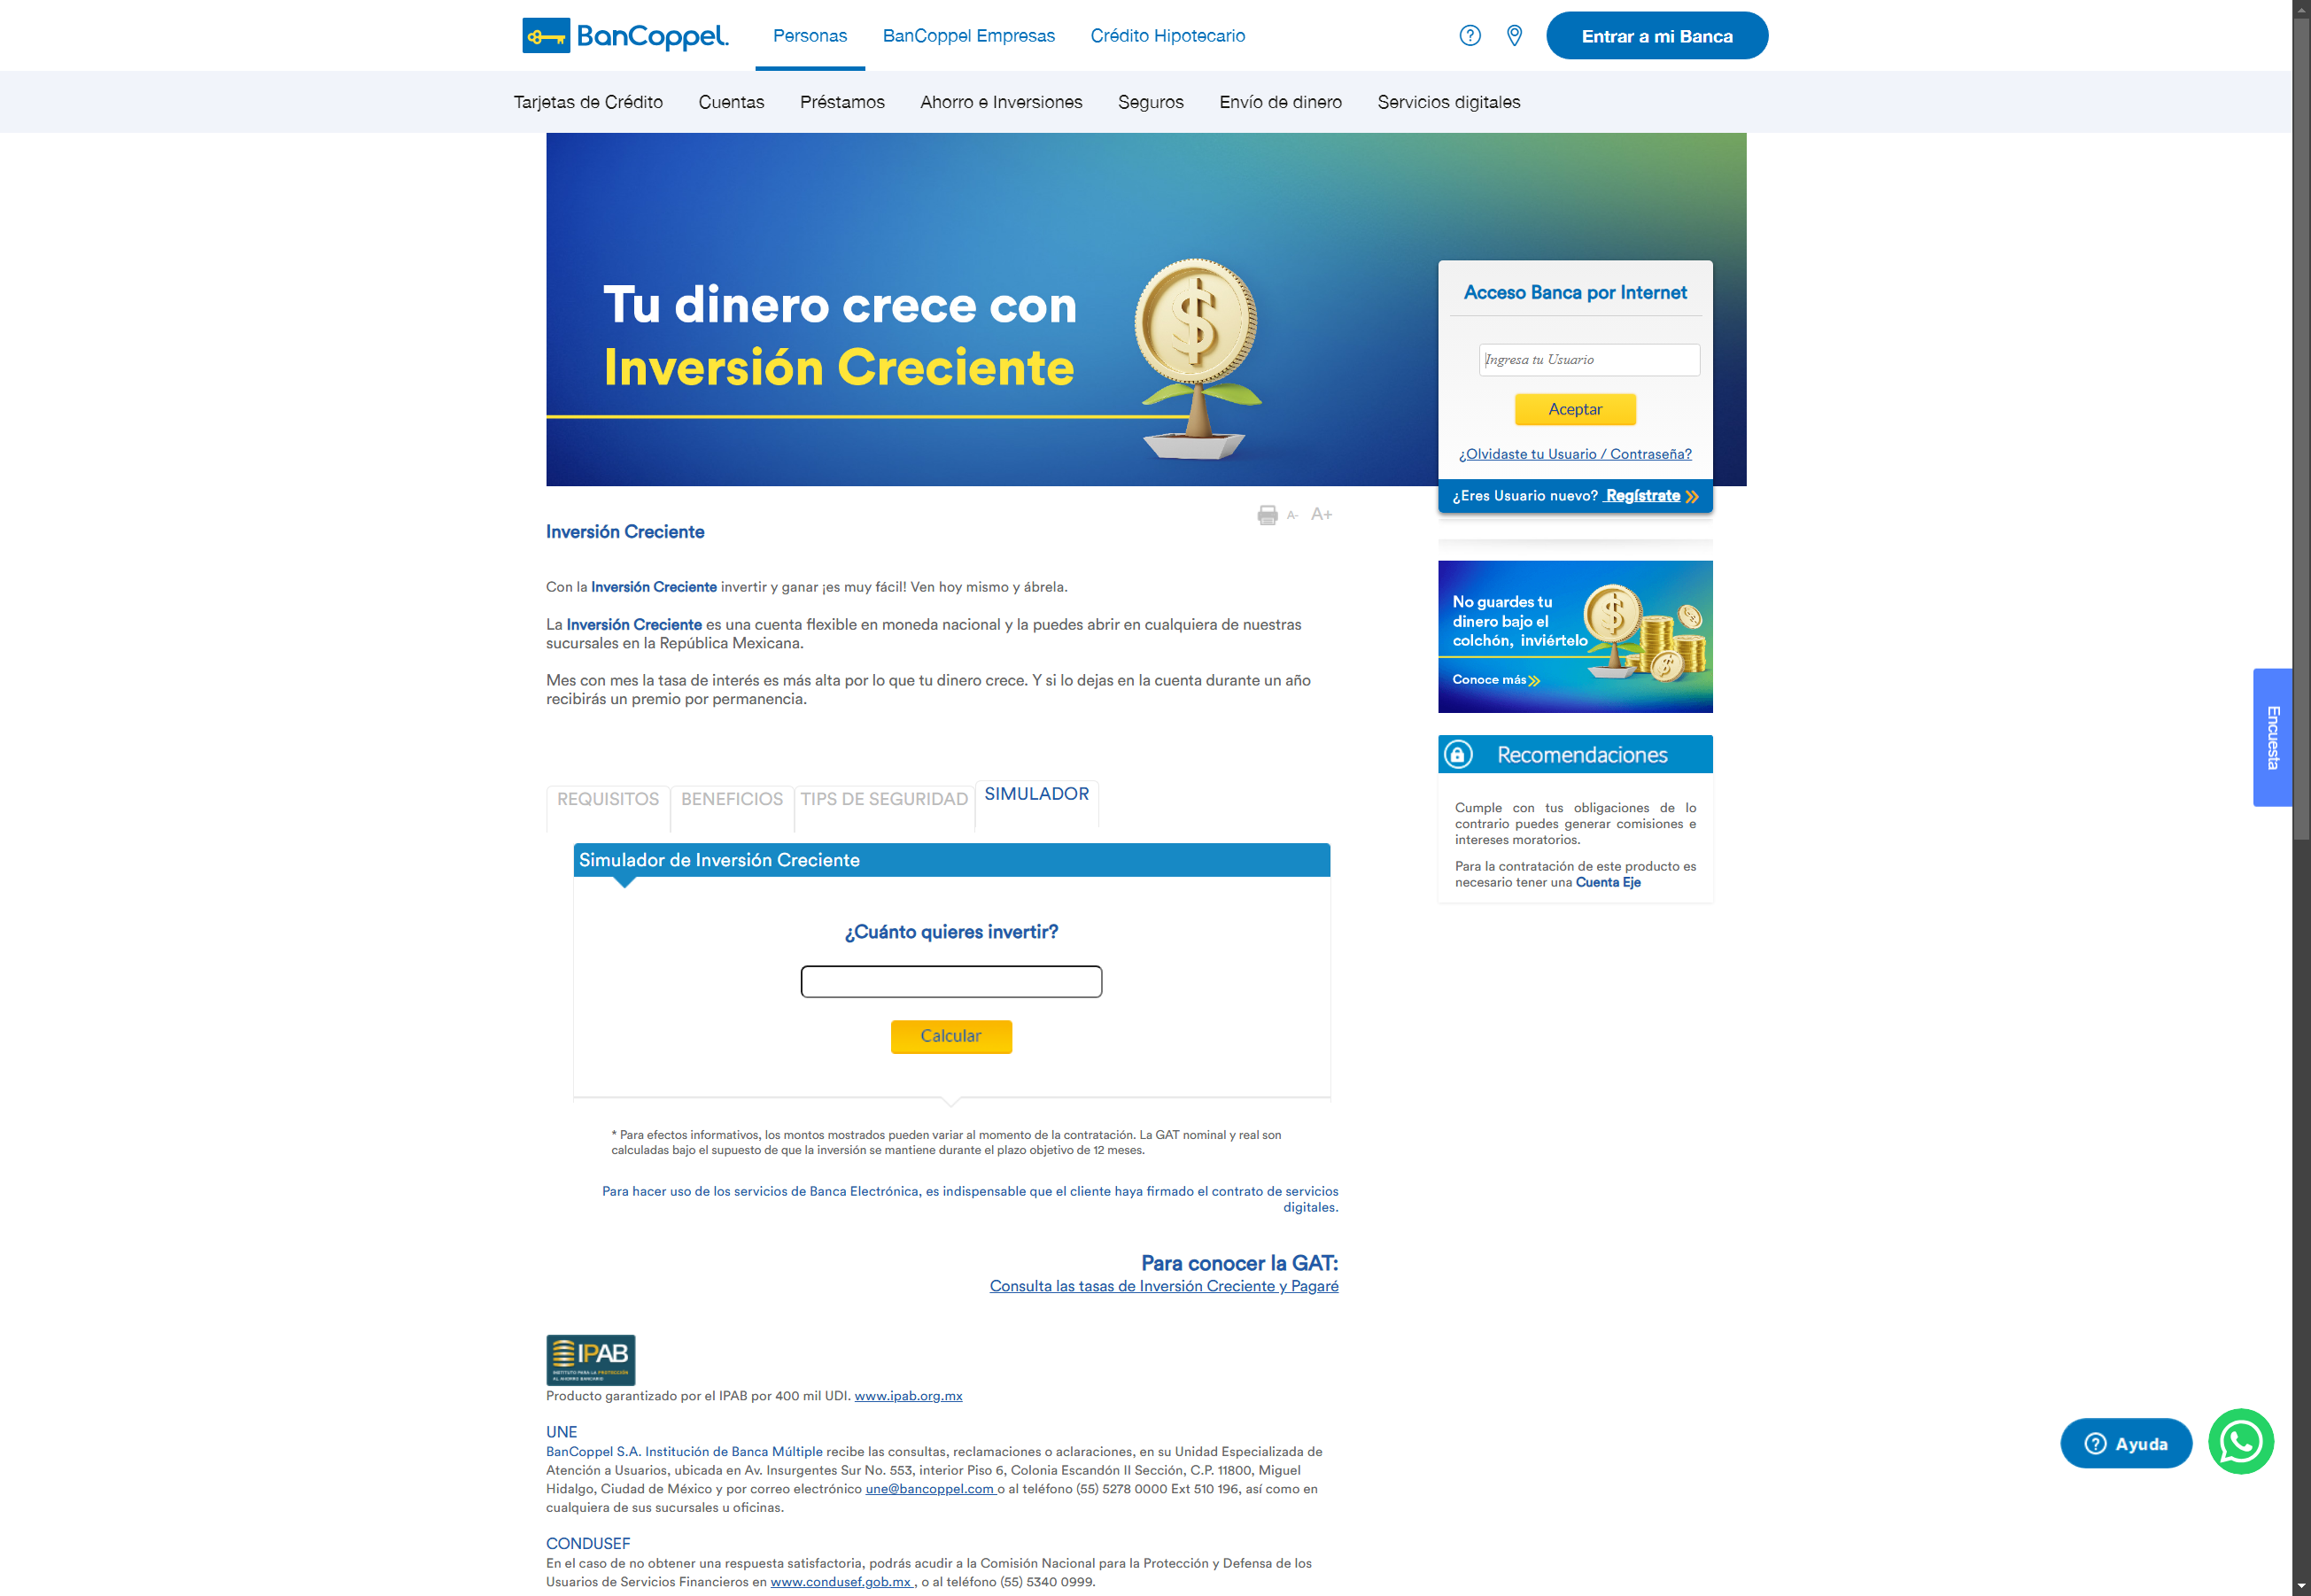 BanCoppel.
Personas
BanCoppel Empresas
Crédito Hipotecario
Entrar a mi Banca
Tarjetas de Crédito
Cuentas
Préstamos
Ahorro e Inversiones
Seguros
Envío de dinero
Servicios digitales
Tu dinero crece con
Inversión Creciente
Acceso Banca por Internet
Ingresa tu Usuario
Aceptar
¿Olvidaste tu Usuario / Contraseña?
¿Eres Usuario nuevo? Regístrate
A- A+
Inversión Creciente
Con la Inversión Creciente invertir y ganar ¡es muy fácil! Ven hoy mismo y ábrela.
La Inversión Creciente es una cuenta flexible en moneda nacional y la puedes abrir en cualquiera de nuestras
sucursales en la República Mexicana.
Mes con mes la tasa de interés es más alta por lo que tu dinero crece. Y si lo dejas en la cuenta durante un año
recibirás un premio por permanencia.
No guardes tu
dinero bajo el
colchón, inviértelo
Conoce más
Encuesta
Recomendaciones
Cumple con tus obligaciones de lo
contrario puedes generar comisiones e
intereses moratorios.
Para la contratación de este producto es
necesario tener una Cuenta Eje
REQUISITOS
BENEFICIOS
TIPS DE SEGURIDAD
SIMULADOR
Simulador de Inversión Creciente
¿Cuánto quieres invertir?
Calcular
* Para efectos informativos, los montos mostrados pueden variar al momento de la contratación. La GAT nominal y real son
calculadas bajo el supuesto de que la inversión se mantiene durante el plazo objetivo de 12 meses.
Para hacer uso de los servicios de Banca Electrónica, es indispensable que el cliente haya firmado el contrato de servicios
digitales.
Para conocer la GAT:
Consulta las tasas de Inversión Creciente y Pagaré
IPAB
INSTITUTO PARA LA PROTECCIÓN
AL AHORRO BANCARIO
Producto garantizado por el IPAB por 400 mil UDI. www.ipab.org.mx
UNE
BanCoppel S.A. Institución de Banca Múltiple recibe las consultas, reclamaciones o aclaraciones, en su Unidad Especializada de
Atención a Usuarios, ubicada en Av. Insurgentes Sur No. 553, interior Piso 6, Colonia Escandón II Sección, C.P. 11800, Miguel
Hidalgo, Ciudad de México y por correo electrónico une@bancoppel.com o al teléfono (55) 5278 0000 Ext 510 196, así como en
cualquiera de sus sucursales u oficinas.
CONDUSEF
En el caso de no obtener una respuesta satisfactoria, podrás acudir a la Comisión Nacional para la Protección y Defensa de los
Usuarios de Servicios Financieros en www.condusef.gob.mx , o al teléfono (55) 5340 0999.
Ayuda